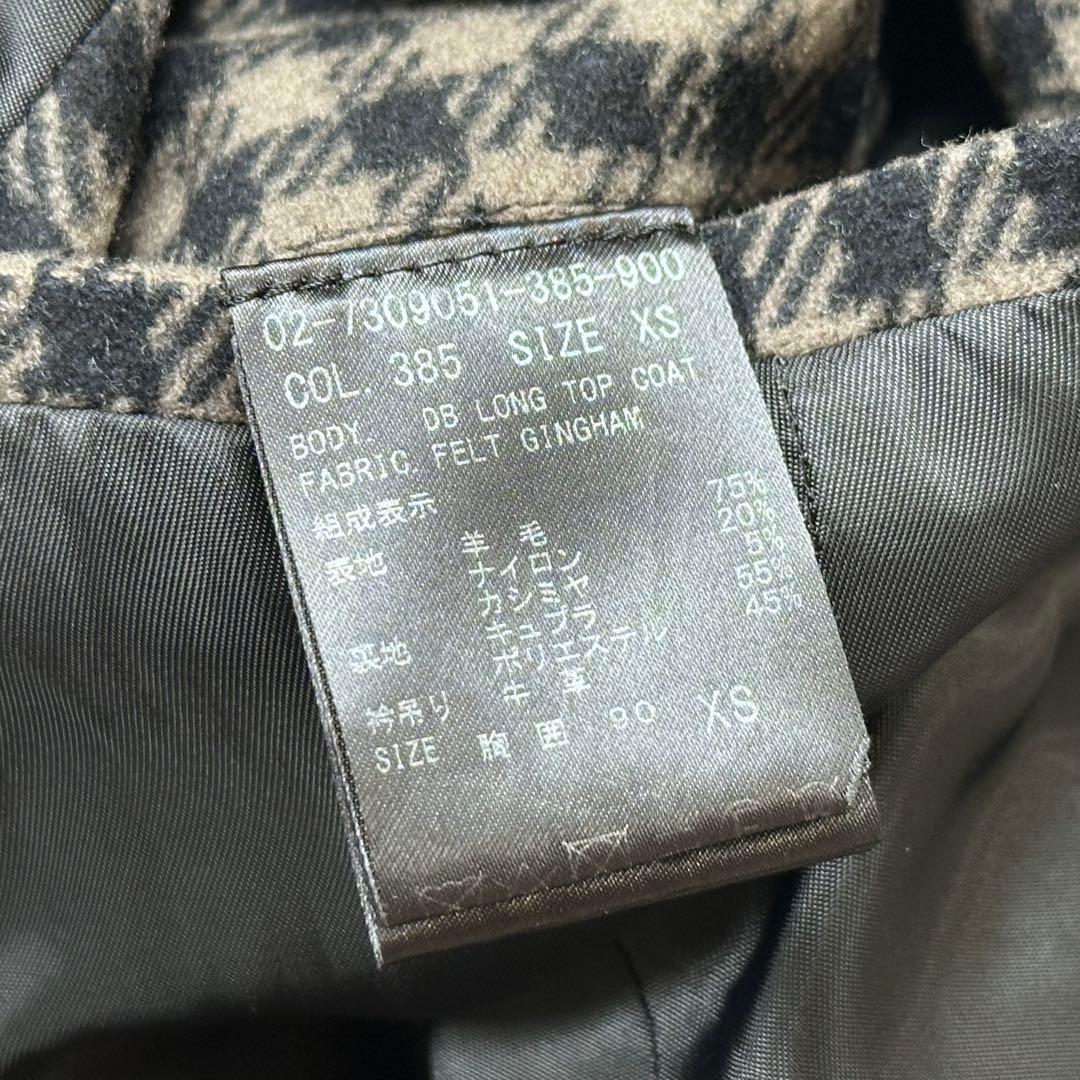 02-7309051-385-900
COL. 385 SIZE XS
BODY. DB LONG TOP COAT
FABRIC. FELT GINGHAM
組成表示
表地 羊 毛 75%
ナイロン 20%
カシミヤ 5%
裏地 キュプラ 55%
ポリエステル 45%
衿吊り 牛 革
SIZE 胸 囲 90 XS